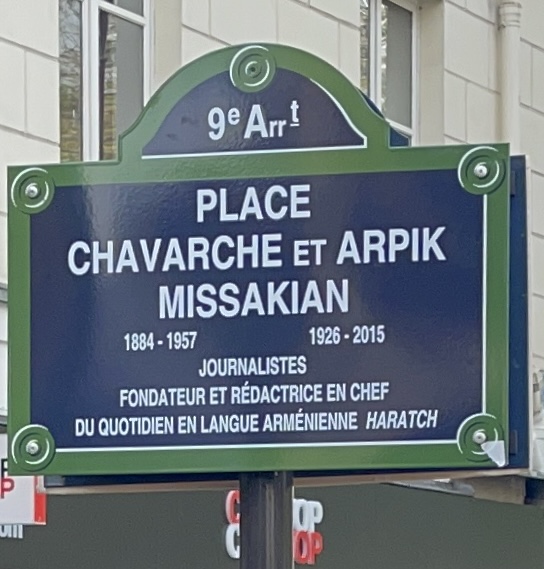 9e Arrt
PLACE
CHAVARCHE ET ARPIK
MISSAKIAN
1884 - 1957 1926 - 2015
JOURNALISTES
FONDATEUR ET RÉDACTRICE EN CHEF
DU QUOTIDIEN EN LANGUE ARMÉNIENNE HARATCH